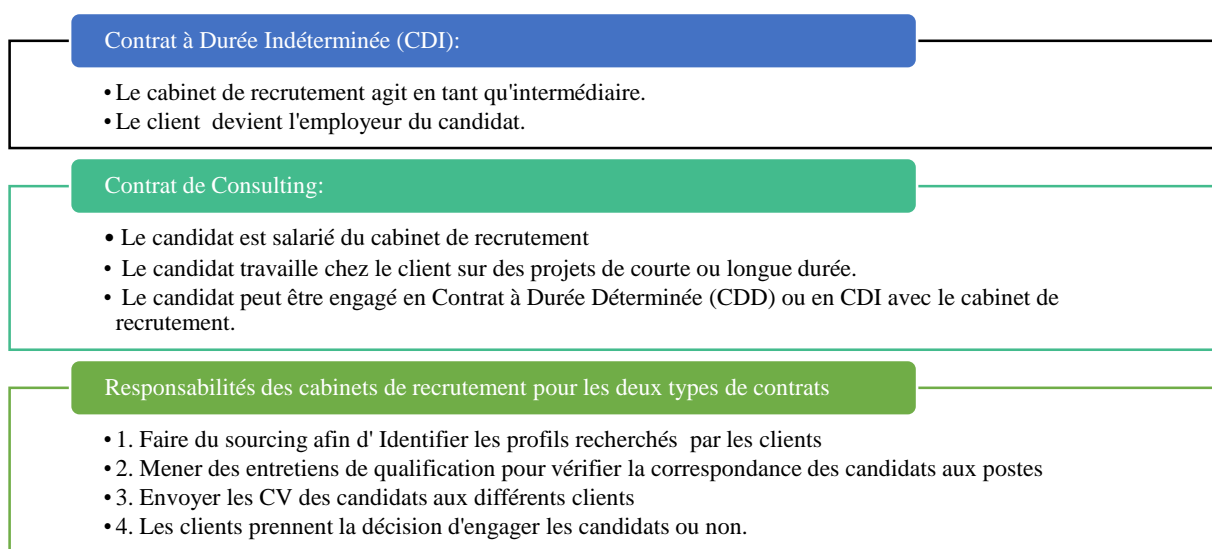 Contrat à Durée Indéterminée (CDI):
• Le cabinet de recrutement agit en tant qu'intermédiaire.
• Le client  devient l'employeur du candidat.
Contrat de Consulting:
• Le candidat est salarié du cabinet de recrutement
• Le candidat travaille chez le client sur des projets de courte ou longue durée.
• Le candidat peut être engagé en Contrat à Durée Déterminée (CDD) ou en CDI avec le cabinet de
recrutement.
Responsabilités des cabinets de recrutement pour les deux types de contrats
• 1. Faire du sourcing afin d' Identifier les profils recherchés  par les clients
• 2. Mener des entretiens de qualification pour vérifier la correspondance des candidats aux postes
• 3. Envoyer les CV des candidats aux différents clients
• 4. Les clients prennent la décision d'engager les candidats ou non.